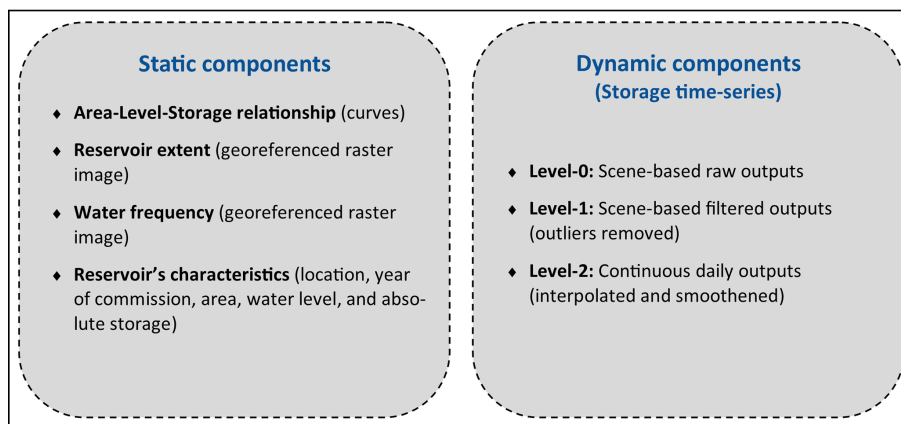 Static components
♦ Area-Level-Storage relationship (curves)
♦ Reservoir extent (georeferenced raster
image)
♦ Water frequency (georeferenced raster
image)
♦ Reservoir's characteristics (location, year
of commission, area, water level, and abso-
lute storage)
Dynamic components
(Storage time-series)
♦ Level-0: Scene-based raw outputs
♦ Level-1: Scene-based filtered outputs
(outliers removed)
♦ Level-2: Continuous daily outputs
(interpolated and smoothened)